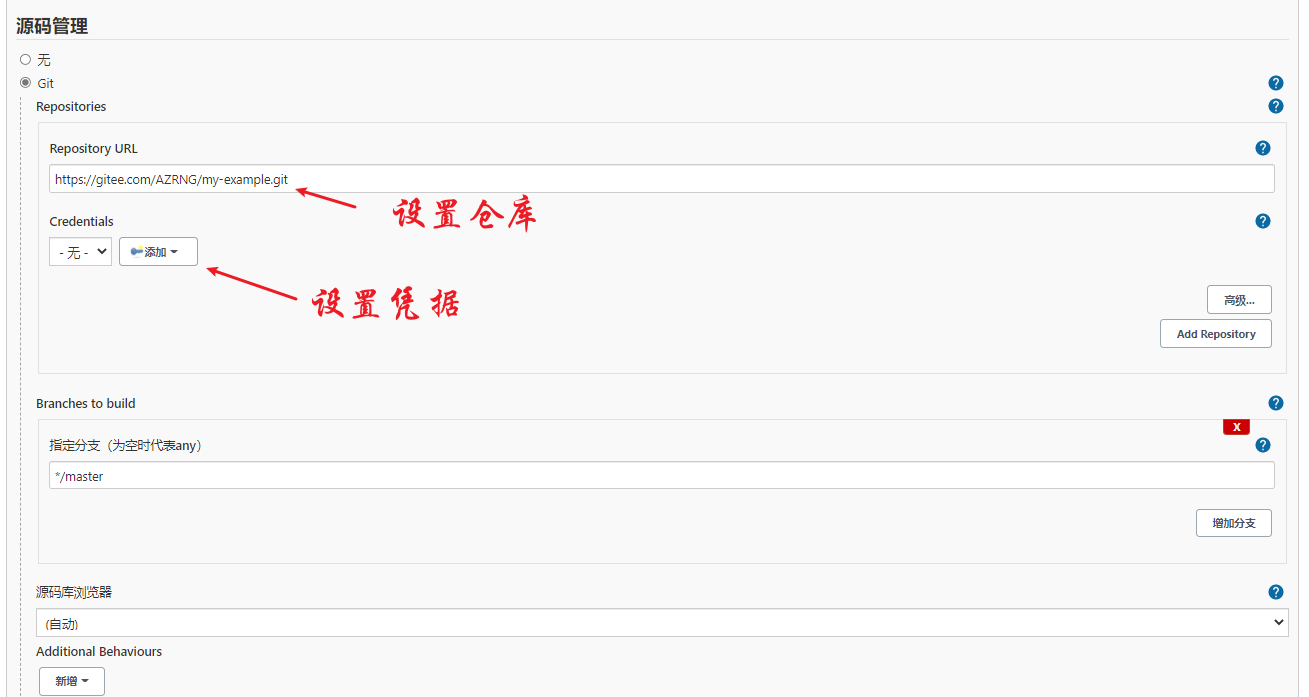 源码管理
无
Git
Repositories
Repository URL
https://gitee.com/AZRNG/my-example.git
设置仓库
Credentials
- 无 -
添加
设置凭据
高级...
Add Repository
Branches to build
X
指定分支（为空时代表any）
*/master
增加分支
源码库浏览器
(自动)
Additional Behaviours
新增